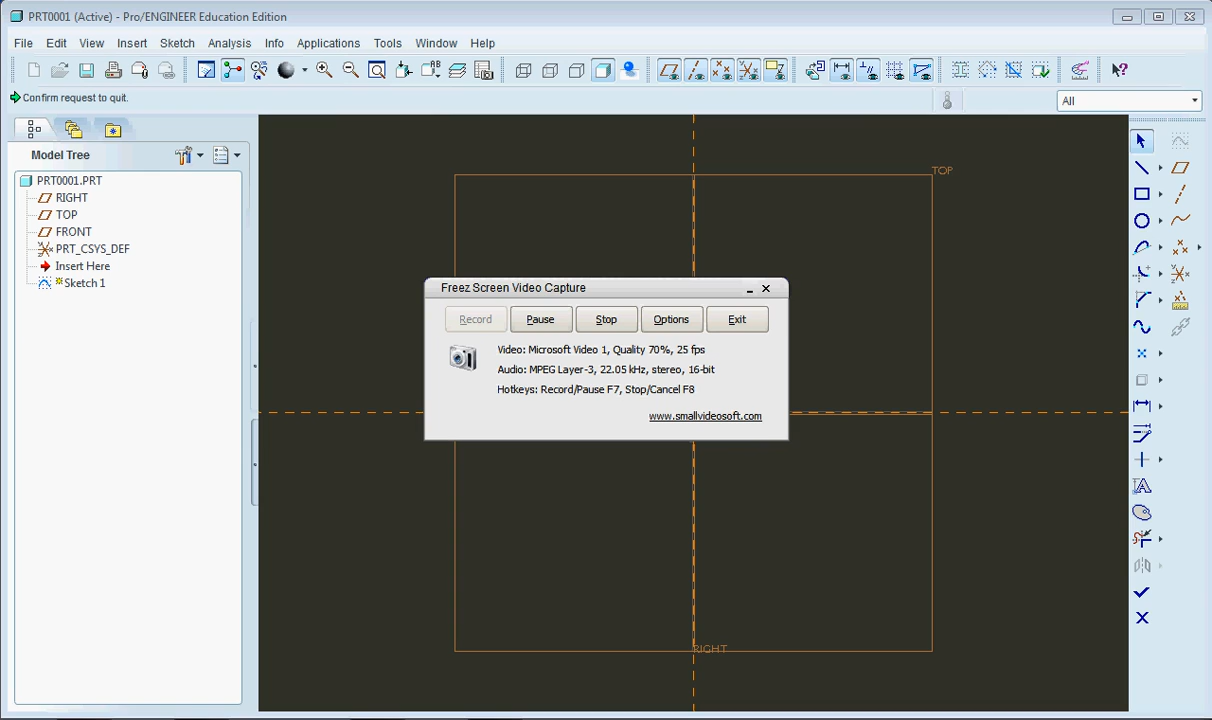 PRT0001 (Active) - Pro/ENGINEER Education Edition
File Edit View Insert Sketch Analysis Info Applications Tools Window Help
Confirm request to quit.
All
Model Tree
PRT0001.PRT
RIGHT
TOP
FRONT
PRT_CSYS_DEF
Insert Here
Sketch 1
TOP
Freez Screen Video Capture
Record Pause Stop Options Exit
Video: Microsoft Video 1, Quality 70%, 25 fps
Audio: MPEG Layer-3, 22.05 kHz, stereo, 16-bit
Hotkeys: Record/Pause F7, Stop/Cancel F8
www.smallvideosoft.com
RIGHT